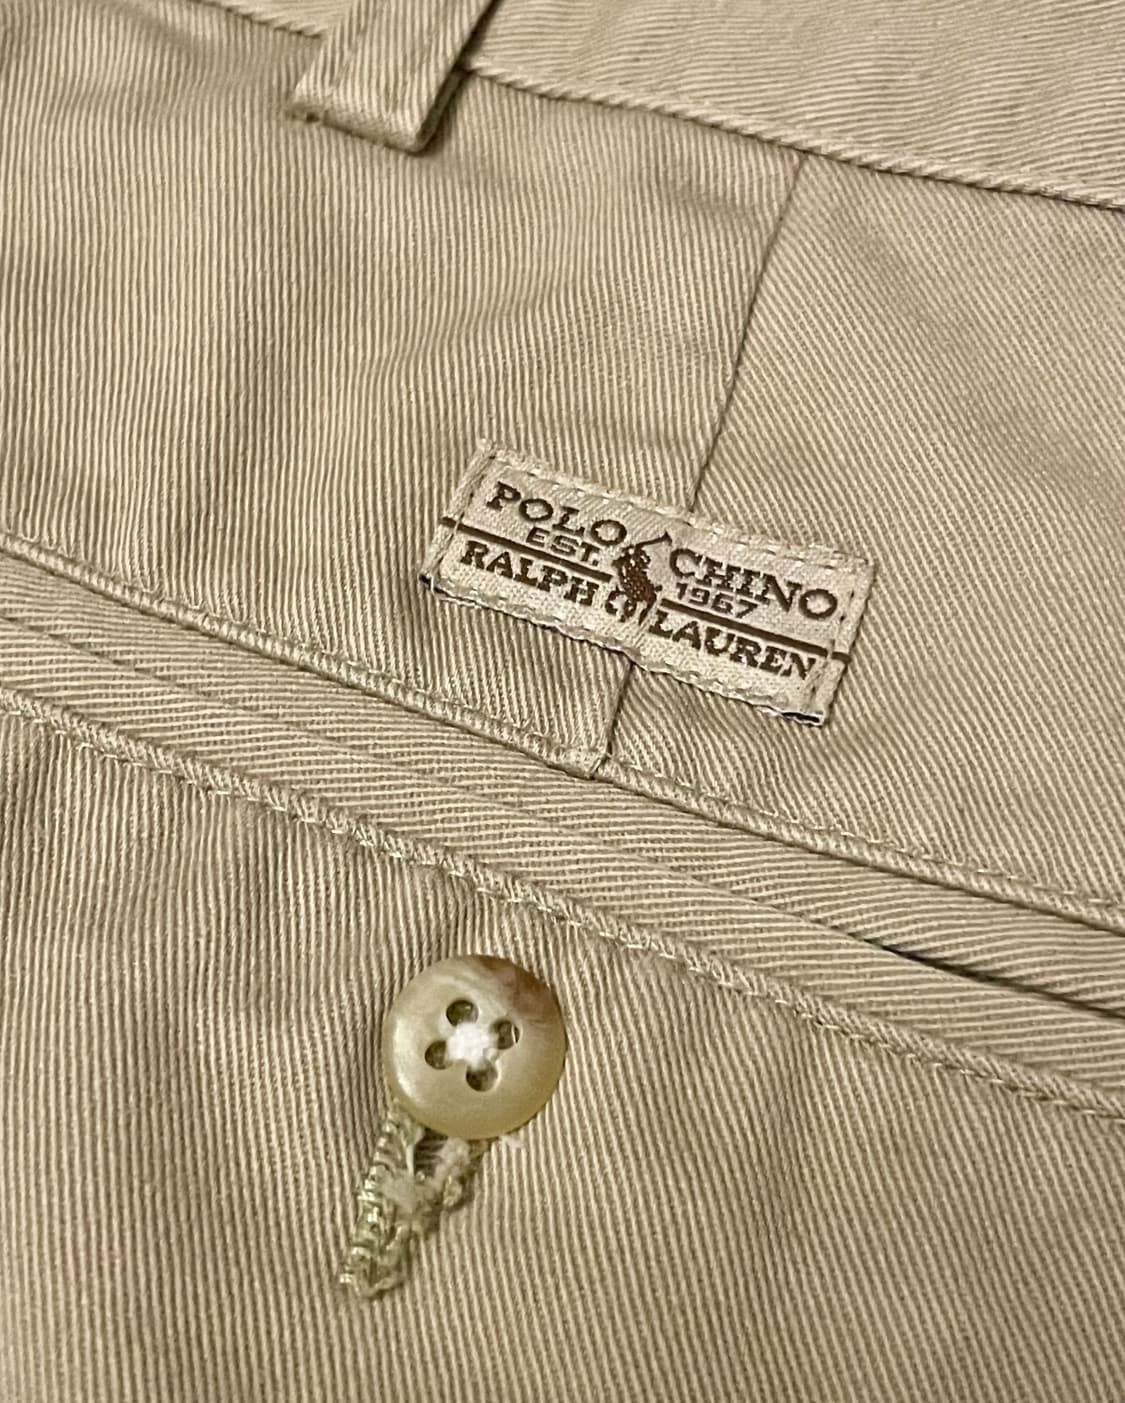 POLO CHINO
EST. 1967
RALPH LAUREN